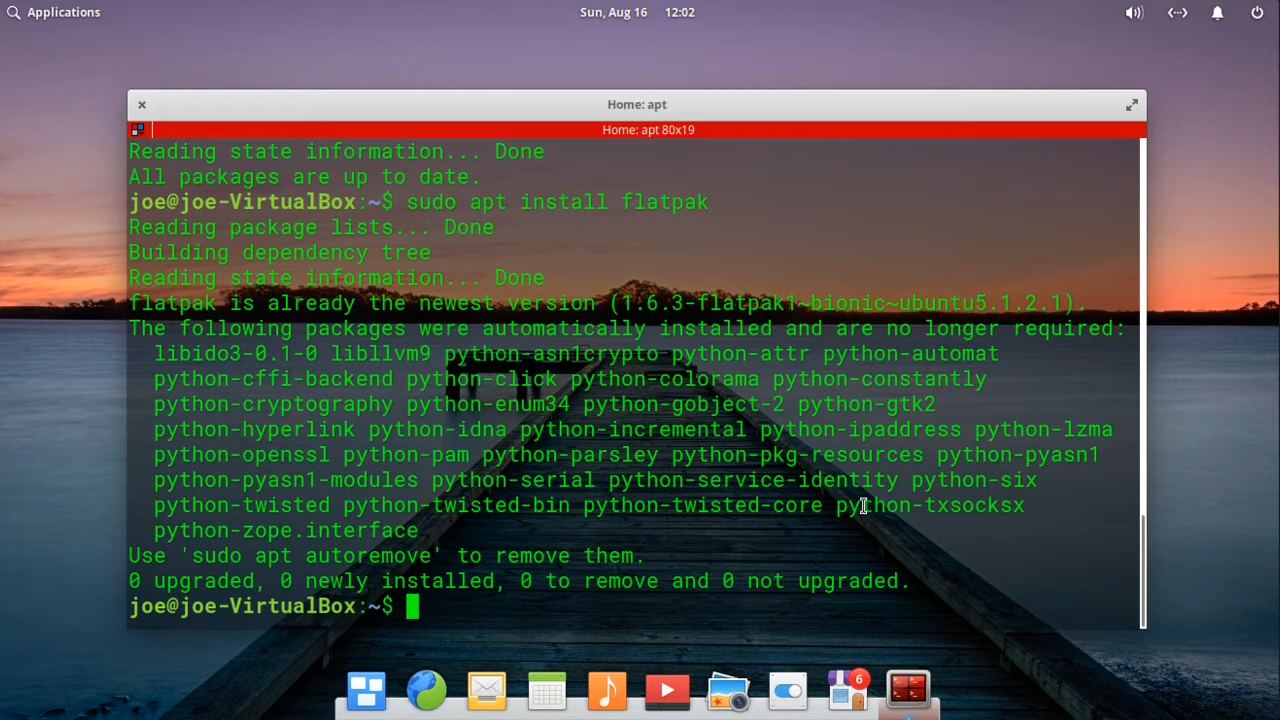 Applications
Sun, Aug 16 12:02
Home: apt
Home: apt 80x19
Reading state information... Done
All packages are up to date.
joe@joe-VirtualBox:~$ sudo apt install flatpak
Reading package lists... Done
Building dependency tree
Reading state information... Done
flatpak is already the newest version (1.6.3-flatpak1~bionic~ubuntu5.1.2.1).
The following packages were automatically installed and are no longer required:
  libido3-0.1-0 libllvm9 python-asn1crypto python-attr python-automat
  python-cffi-backend python-click python-colorama python-constantly
  python-cryptography python-enum34 python-gobject-2 python-gtk2
  python-hyperlink python-idna python-incremental python-ipaddress python-lzma
  python-openssl python-pam python-parsley python-pkg-resources python-pyasn1
  python-pyasn1-modules python-serial python-service-identity python-six
  python-twisted python-twisted-bin python-twisted-core python-txsocksx
  python-zope.interface
Use 'sudo apt autoremove' to remove them.
0 upgraded, 0 newly installed, 0 to remove and 0 not upgraded.
joe@joe-VirtualBox:~$
6